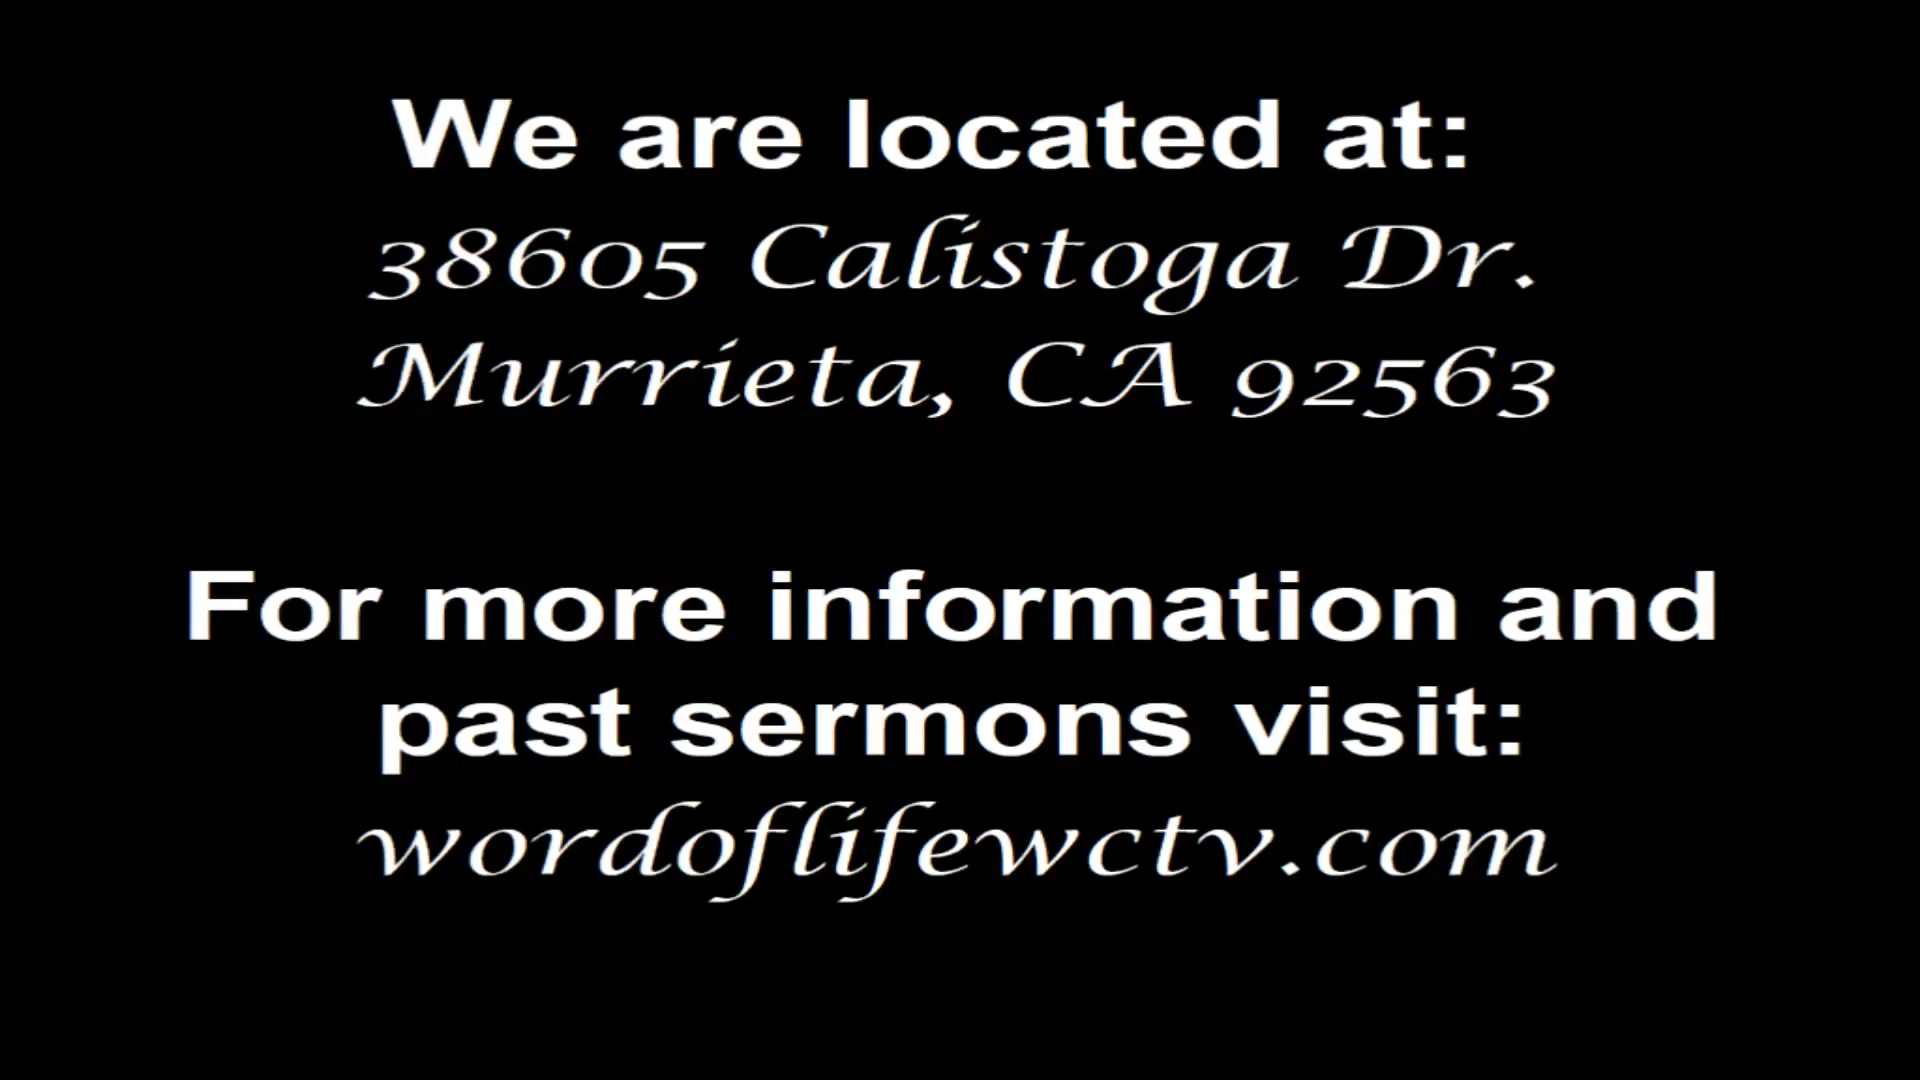 We are located at:
38605 Calistoga Dr.
Murrieta, CA 92563
For more information and
past sermons visit:
wordoflifewctv.com